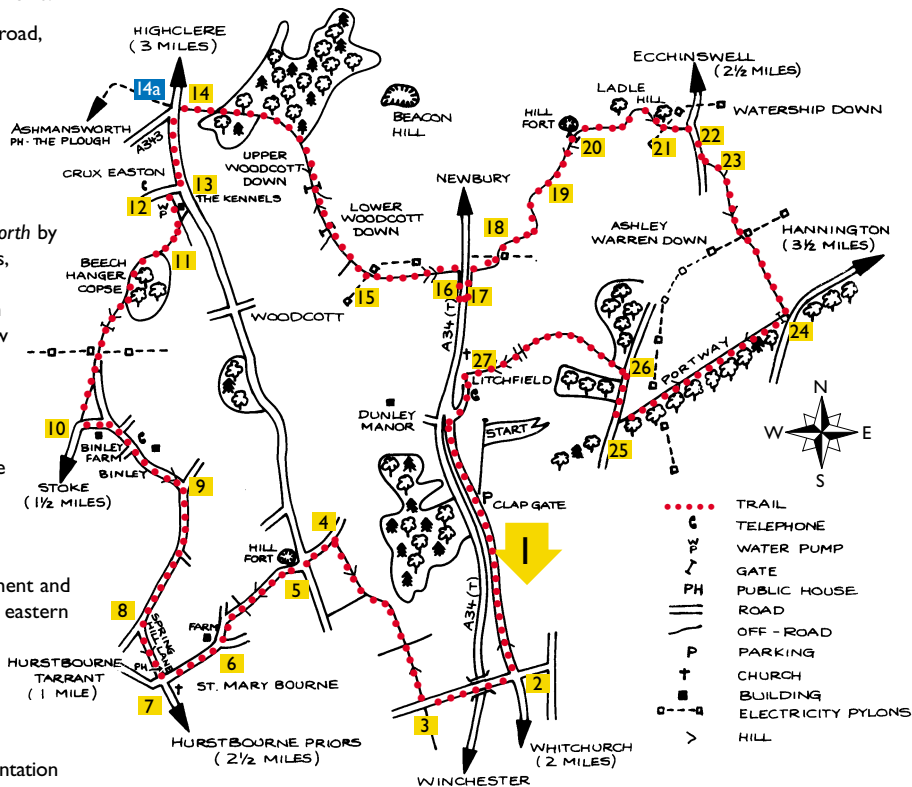 road,
orth by
s,
n
w
e
ment and
eastern
entation
HIGHCLERE
(3 MILES)
14a
14
ASHMANSWORTH
PH - THE PLOUGH
A343
CRUX EASTON
13
THE KENNELS
12
WP
11
BEECH
HANGER
COPSE
UPPER
WOODCOTT
DOWN
LOWER
WOODCOTT
DOWN
BEACON
HILL
NEWBURY
HILL
FORT
LADLE
HILL
ECCHINSWELL
(2½ MILES)
WATERSHIP DOWN
20
21
22
23
19
18
ASHLEY
WARREN DOWN
HANNINGTON
(3½ MILES)
15
16
17
A34 (T)
WOODCOTT
24
PORTWAY
26
27
LITCHFIELD
25
DUNLEY
MANOR
START
P
CLAP GATE
1
10
BINLEY
FARM
BINLEY
STOKE
(1½ MILES)
9
4
HILL
FORT
5
A34 (T)
8
SPRING
HILL LANE
FARM
6
PH
HURSTBOURNE
TARRANT
(1 MILE)
7
ST. MARY BOURNE
2
3
HURSTBOURNE PRIORS
(2½ MILES)
WHITCHURCH
(2 MILES)
WINCHESTER
N
W E
S
TRAIL
TELEPHONE
WP WATER PUMP
GATE
PH PUBLIC HOUSE
ROAD
OFF - ROAD
P PARKING
CHURCH
BUILDING
ELECTRICITY PYLONS
> HILL